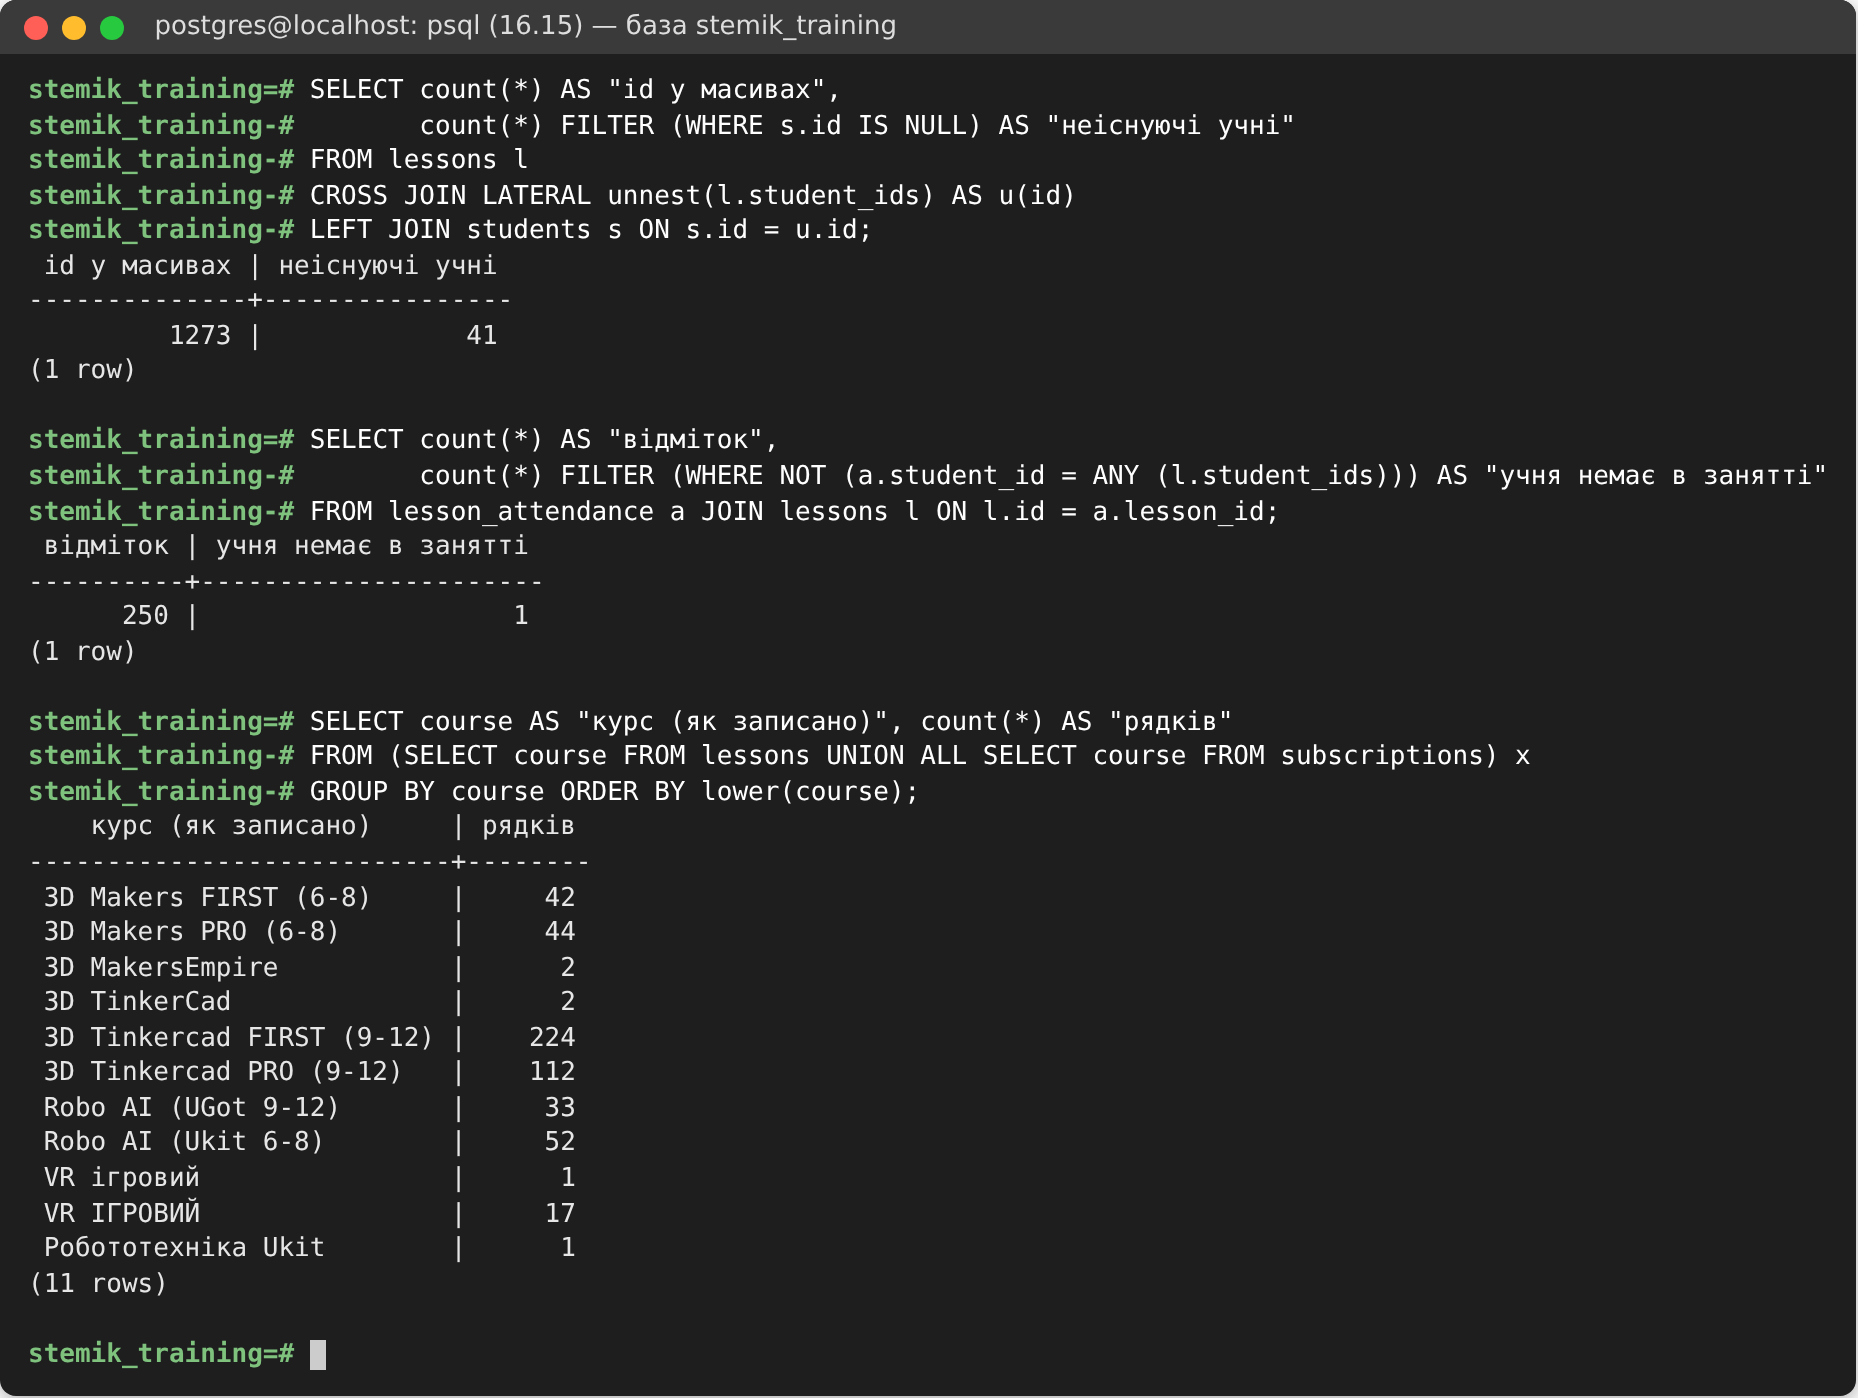 postgres@localhost: psql (16.15) — база stemik_training
stemik_training=# SELECT count(*) AS "id у масивах",
stemik_training-#        count(*) FILTER (WHERE s.id IS NULL) AS "неіснуючі учні"
stemik_training-# FROM lessons l
stemik_training-# CROSS JOIN LATERAL unnest(l.student_ids) AS u(id)
stemik_training-# LEFT JOIN students s ON s.id = u.id;
 id у масивах | неіснуючі учні
--------------+----------------
         1273 |             41
(1 row)

stemik_training=# SELECT count(*) AS "відміток",
stemik_training-#        count(*) FILTER (WHERE NOT (a.student_id = ANY (l.student_ids))) AS "учня немає в занятті"
stemik_training-# FROM lesson_attendance a JOIN lessons l ON l.id = a.lesson_id;
 відміток | учня немає в занятті
----------+----------------------
      250 |                    1
(1 row)

stemik_training=# SELECT course AS "курс (як записано)", count(*) AS "рядків"
stemik_training-# FROM (SELECT course FROM lessons UNION ALL SELECT course FROM subscriptions) x
stemik_training-# GROUP BY course ORDER BY lower(course);
    курс (як записано)     | рядків
---------------------------+--------
 3D Makers FIRST (6-8)     |     42
 3D Makers PRO (6-8)       |     44
 3D MakersEmpire           |      2
 3D TinkerCad              |      2
 3D Tinkercad FIRST (9-12) |    224
 3D Tinkercad PRO (9-12)   |    112
 Robo AI (UGot 9-12)       |     33
 Robo AI (Ukit 6-8)        |     52
 VR ігровий                |      1
 VR ІГРОВИЙ                |     17
 Робототехніка Ukit        |      1
(11 rows)

stemik_training=#